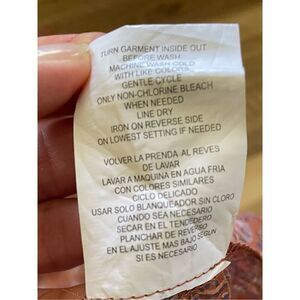 TURN GARMENT INSIDE OUT
BEFORE WASH
MACHINE WASH COLD
WITH LIKE COLORS
GENTLE CYCLE
ONLY NON-CHLORINE BLEACH
WHEN NEEDED
LINE DRY
IRON ON REVERSE SIDE
ON LOWEST SETTING IF NEEDED
VOLVER LA PRENDA AL REVES
DE LAVAR
LAVAR A MAQUINA EN AGUA FRIA
CON COLORES SIMILARES
CICLO DELICADO
USAR SOLO BLANQUEADOR SIN CLORO
CUANDO SEA NECESARIO
SECAR EN EL TENDEDERO
PLANCHAR DE REVERSO
EN EL AJUSTE MAS BAJO SEGUN
SI ES NECESARIO